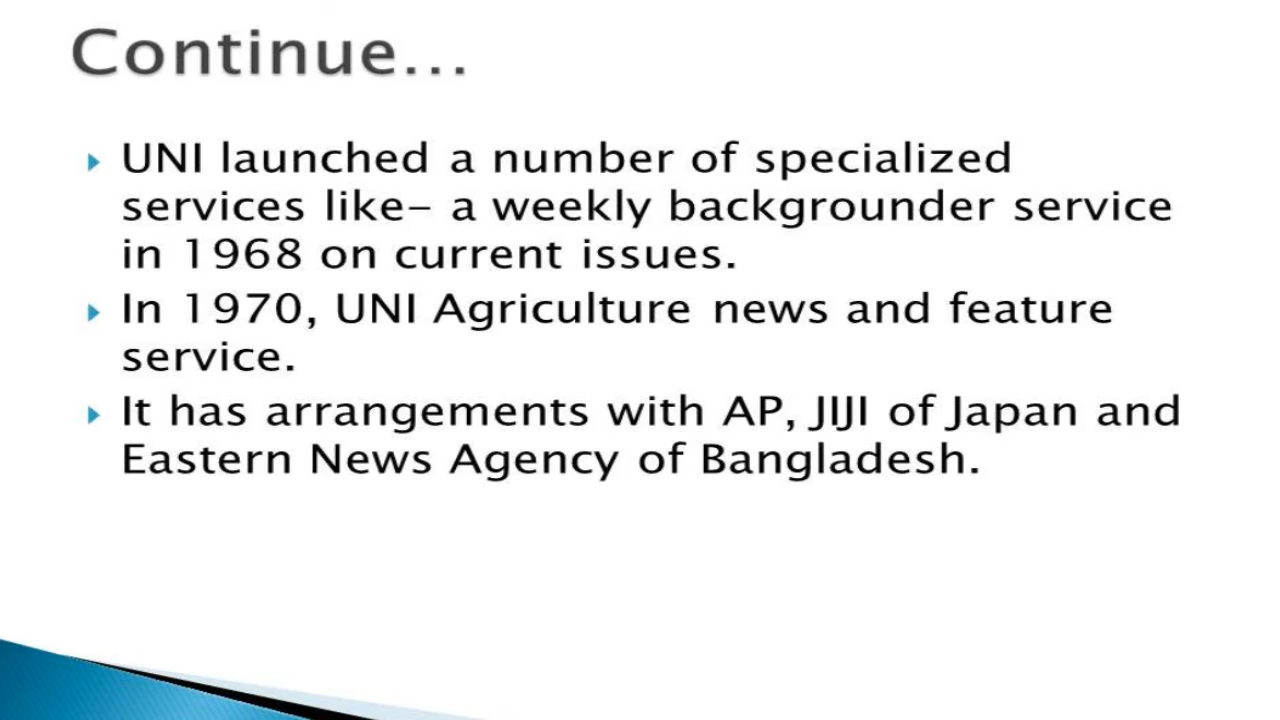 Continue...
UNI launched a number of specialized
services like- a weekly backgrounder service
in 1968 on current issues.
In 1970, UNI Agriculture news and feature
service.
It has arrangements with AP, JIJI of Japan and
Eastern News Agency of Bangladesh.